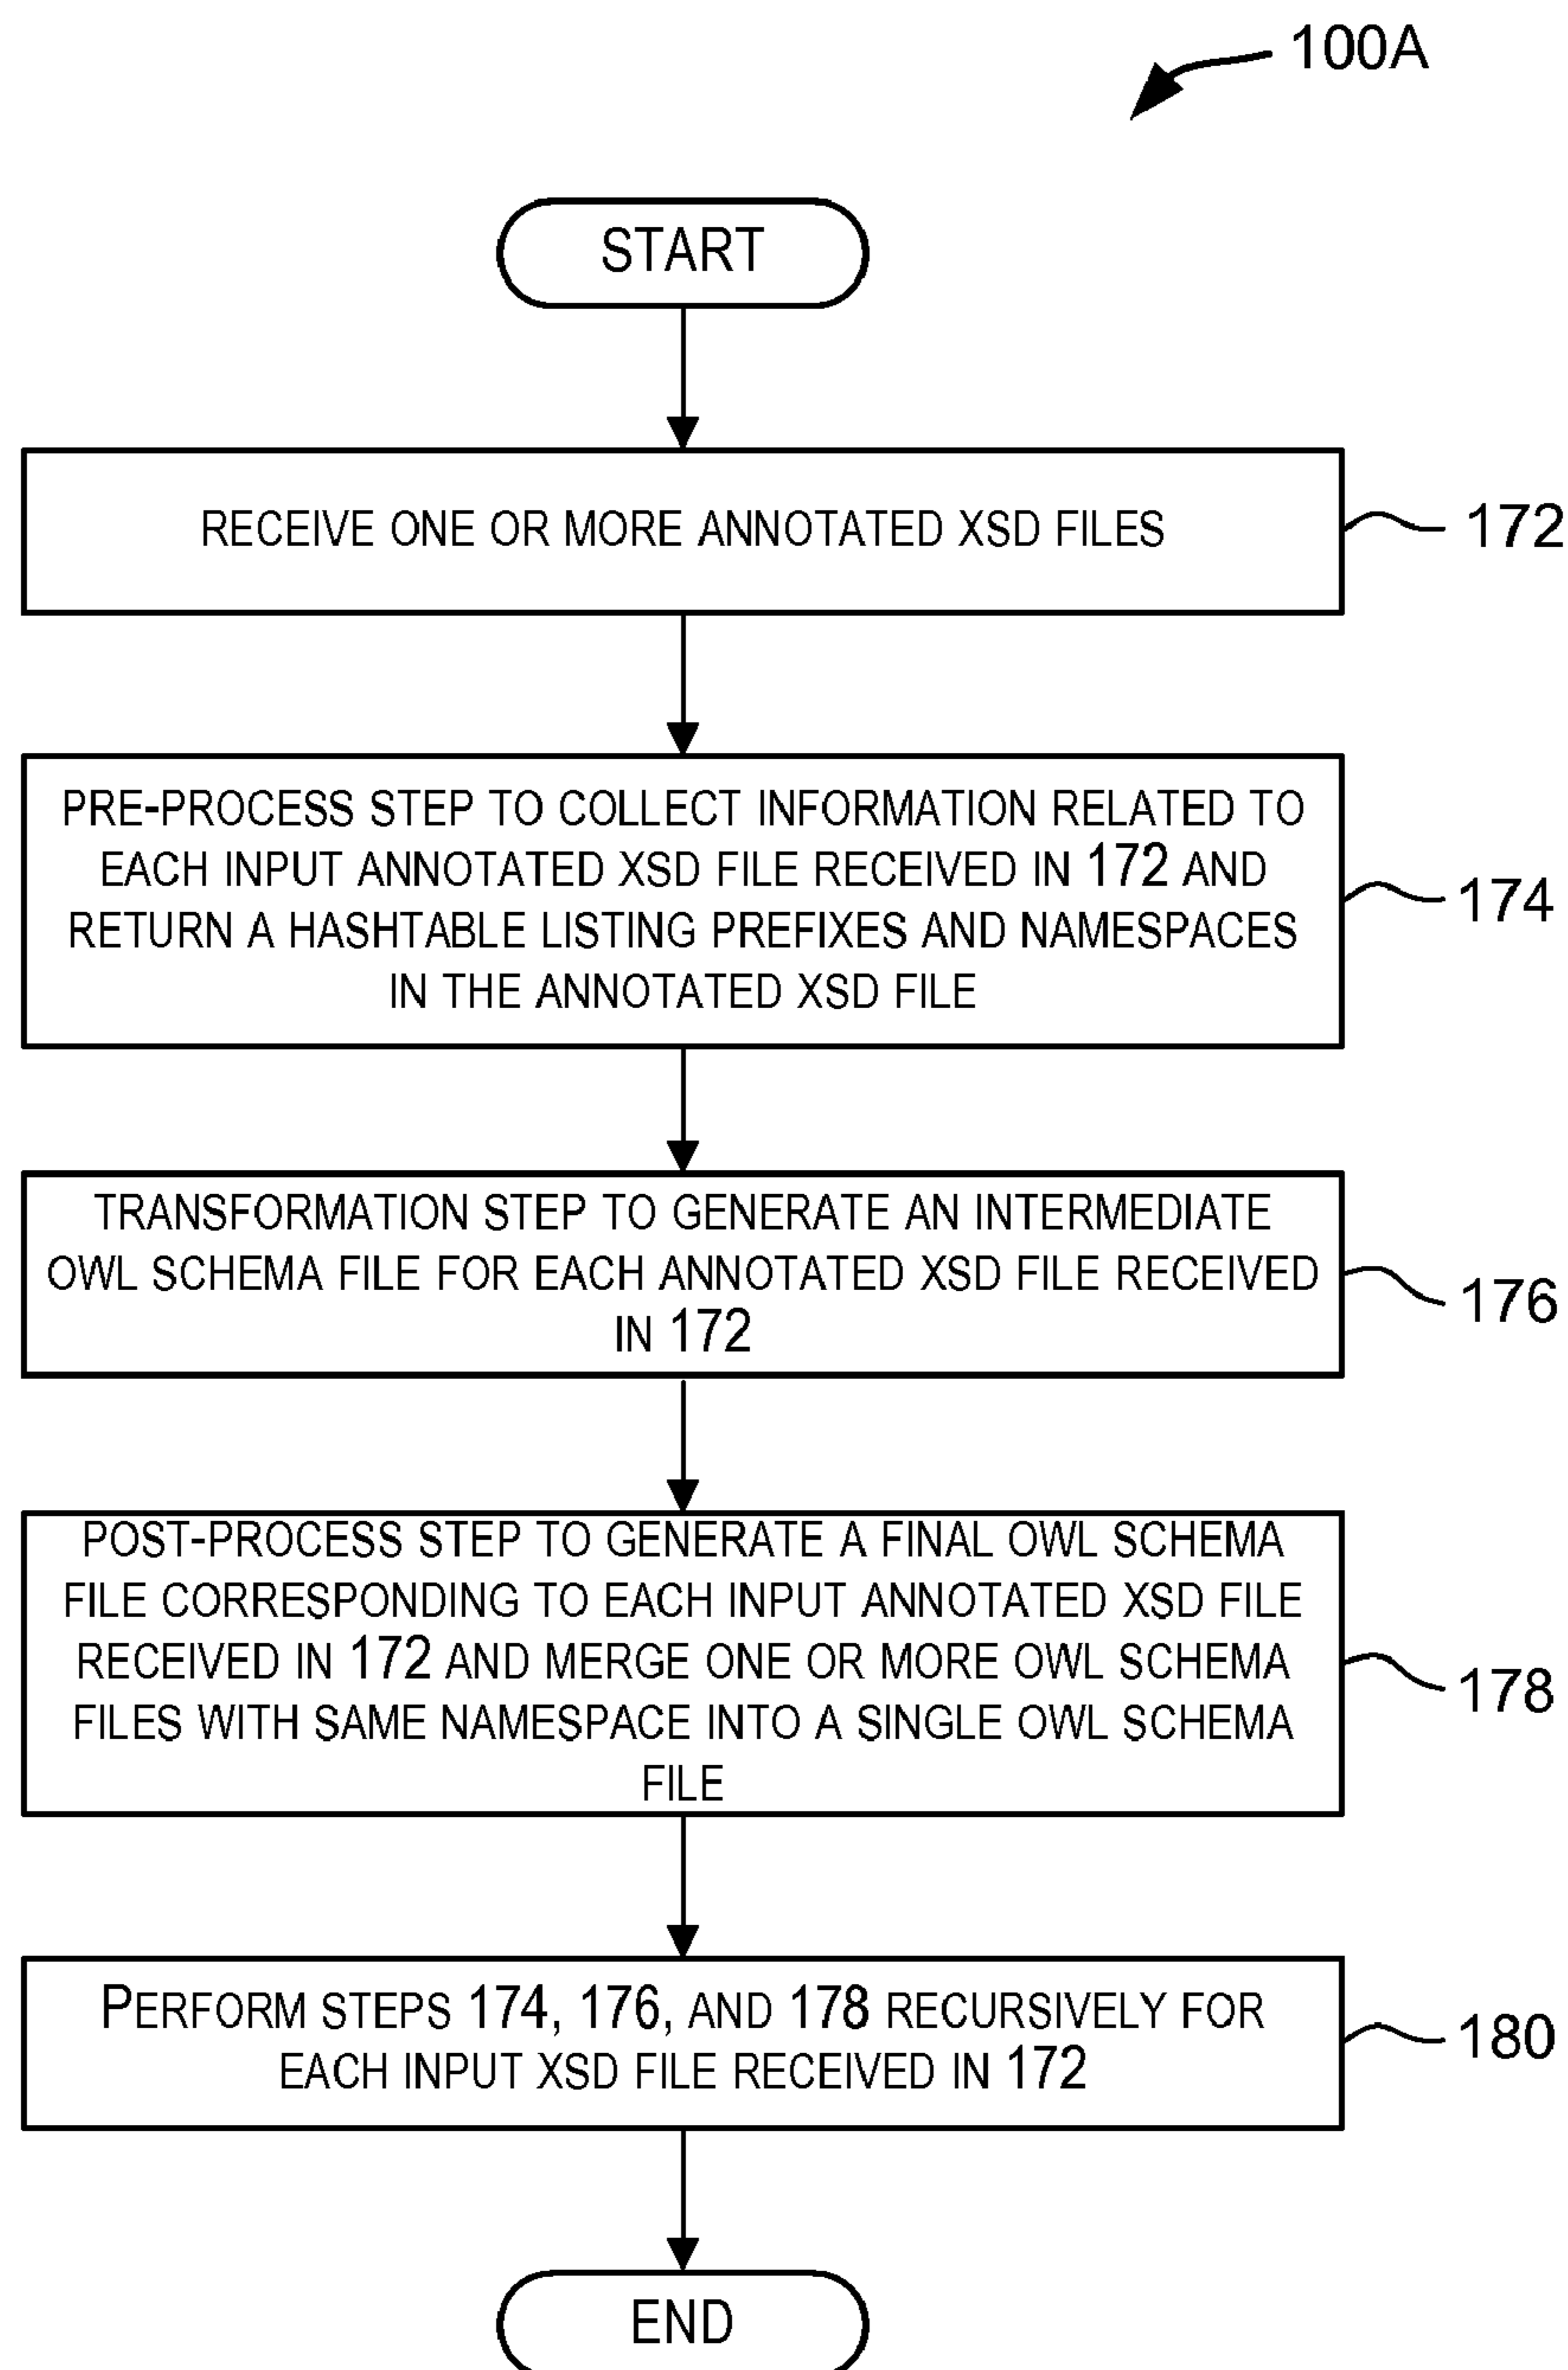 100A
START
RECEIVE ONE OR MORE ANNOTATED XSD FILES
172
PRE-PROCESS STEP TO COLLECT INFORMATION RELATED TO
EACH INPUT ANNOTATED XSD FILE RECEIVED IN 172 AND
RETURN A HASHTABLE LISTING PREFIXES AND NAMESPACES
IN THE ANNOTATED XSD FILE
174
TRANSFORMATION STEP TO GENERATE AN INTERMEDIATE
OWL SCHEMA FILE FOR EACH ANNOTATED XSD FILE RECEIVED
IN 172
176
POST-PROCESS STEP TO GENERATE A FINAL OWL SCHEMA
FILE CORRESPONDING TO EACH INPUT ANNOTATED XSD FILE
RECEIVED IN 172 AND MERGE ONE OR MORE OWL SCHEMA
FILES WITH SAME NAMESPACE INTO A SINGLE OWL SCHEMA
FILE
178
PERFORM STEPS 174, 176, AND 178 RECURSIVELY FOR
EACH INPUT XSD FILE RECEIVED IN 172
180
END